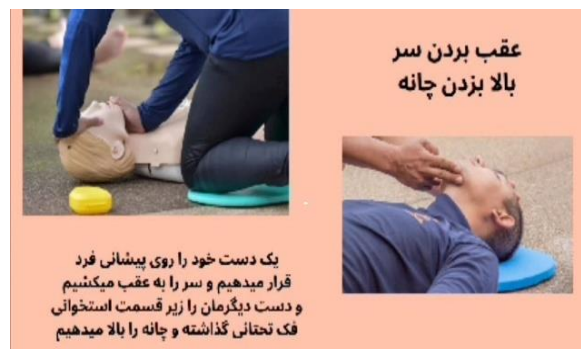 عقب بردن سر
بالا بزدن چانه
یک دست خود را روی پیشانی فرد
قرار میدهیم و سر را به عقب میکشیم
و دست دیگرمان را زیر قسمت استخوانی
فک تحتانی گذاشته و چانه را بالا میدهیم